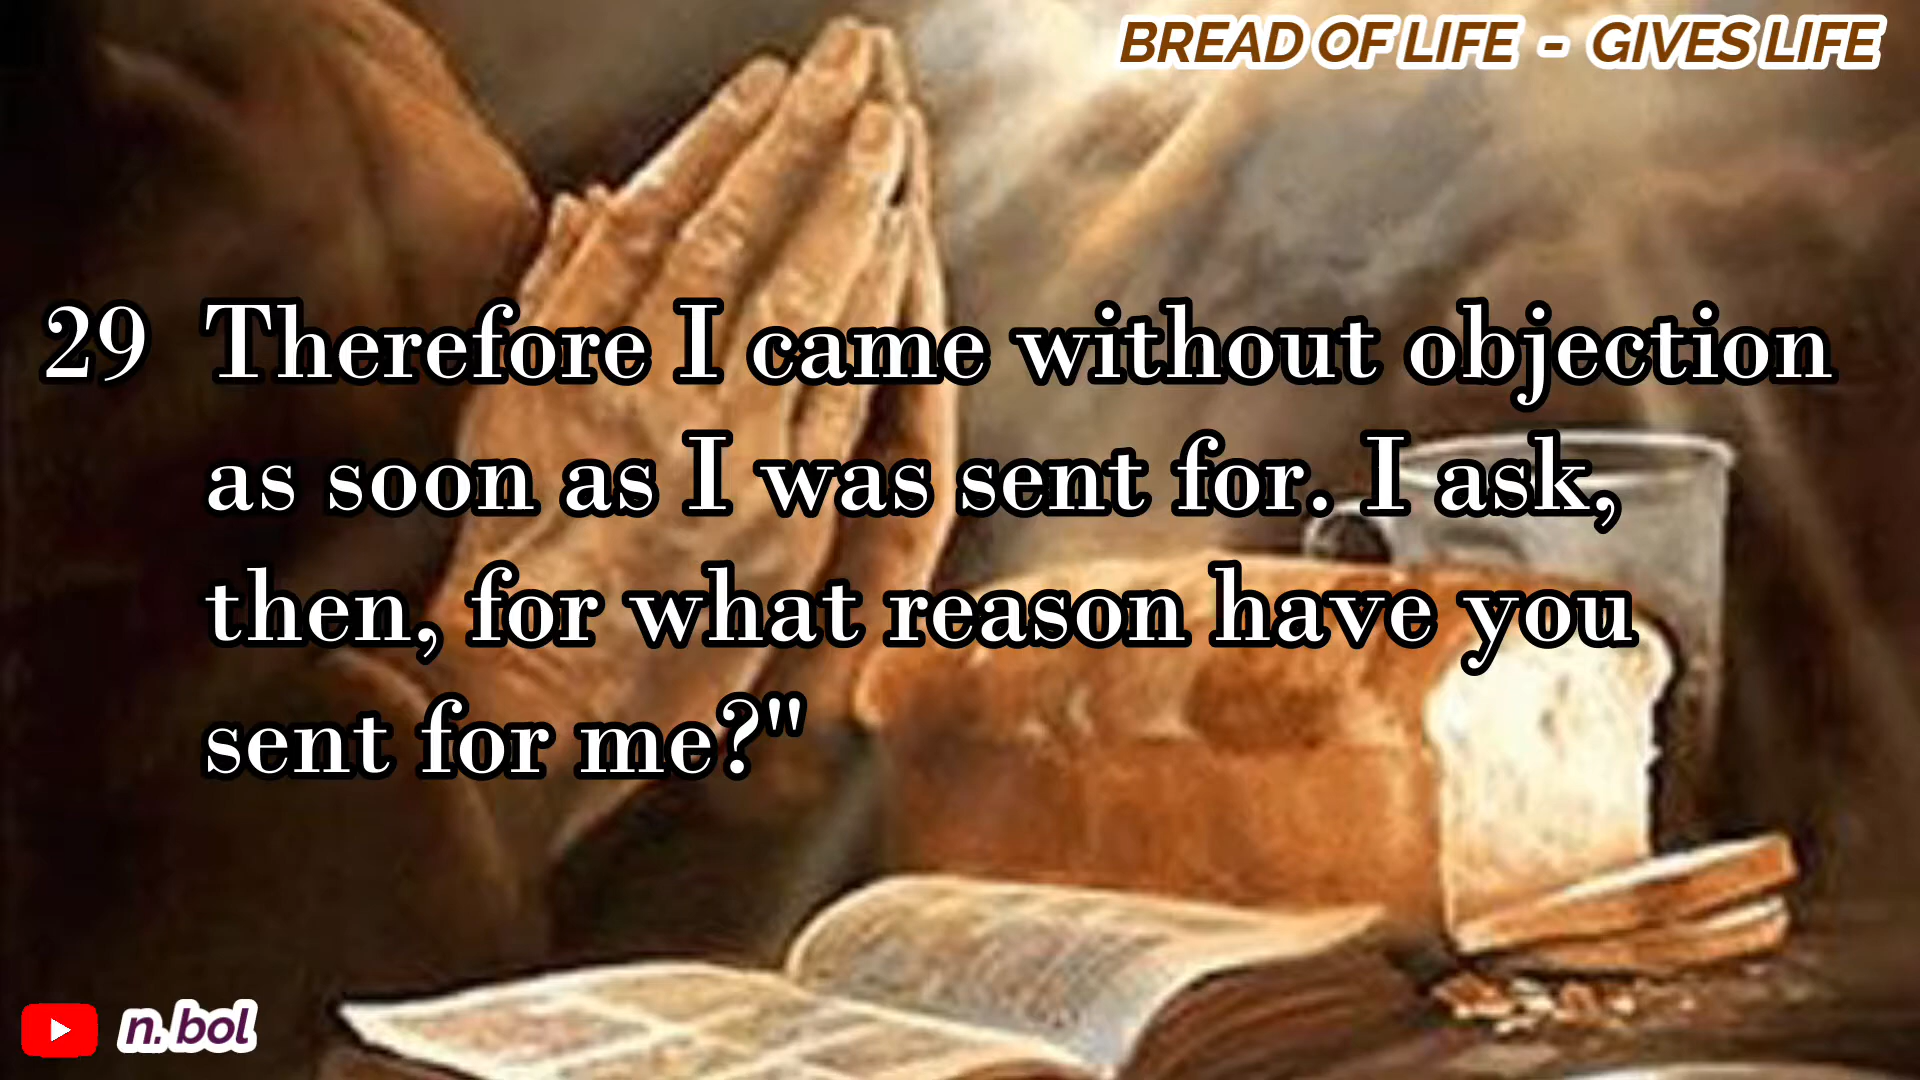 BREAD OF LIFE - GIVES LIFE
29 Therefore I came without objection
as soon as I was sent for. I ask,
then, for what reason have you
sent for me?"
n. bol